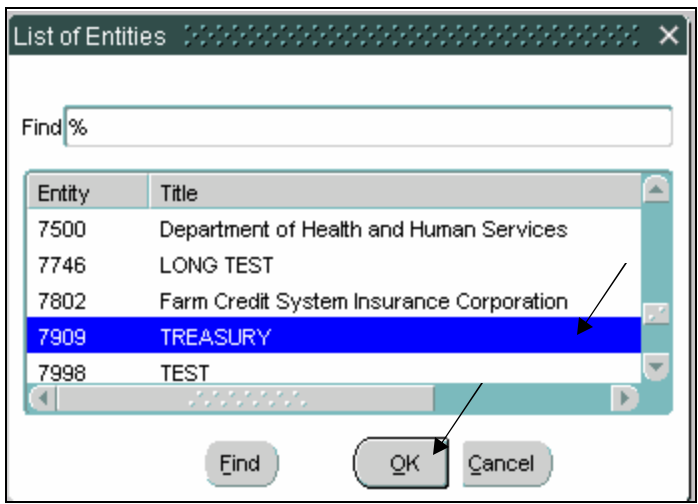 List of Entities
Find %
Entity Title
7500 Department of Health and Human Services
7746 LONG TEST
7802 Farm Credit System Insurance Corporation
7909 TREASURY
7998 TEST
Find OK Cancel